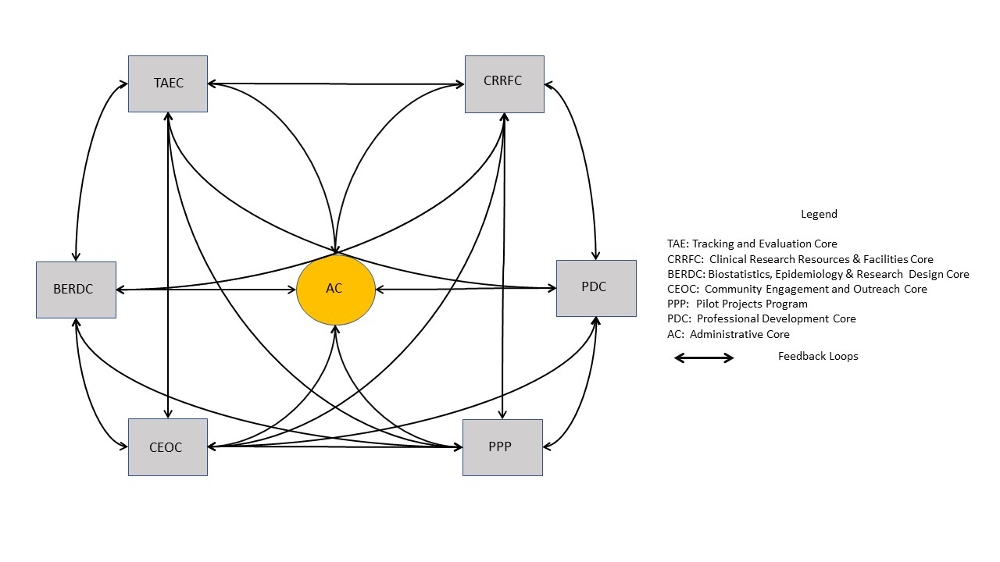 TAEC
CRRFC
BERDC
AC
PDC
CEOC
PPP
Legend
TAE: Tracking and Evaluation Core
CRRFC: Clinical Research Resources & Facilities Core
BERDC: Biostatistics, Epidemiology & Research Design Core
CEOC: Community Engagement and Outreach Core
PPP: Pilot Projects Program
PDC: Professional Development Core
AC: Administrative Core
Feedback Loops